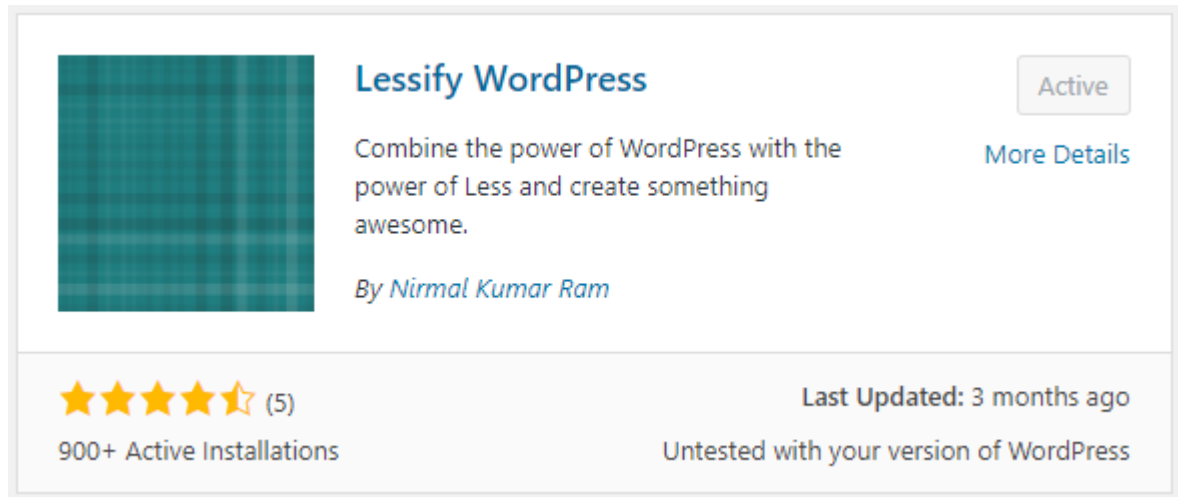 Lessify WordPress
Active
Combine the power of WordPress with the
More Details
power of Less and create something
awesome.
By Nirmal Kumar Ram
(5)
Last Updated: 3 months ago
900+ Active Installations
Untested with your version of WordPress